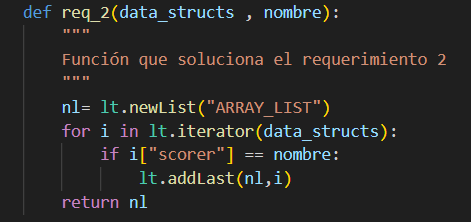 def req_2(data_structs , nombre):
    """
    Función que soluciona el requerimiento 2
    """
    nl= lt.newList("ARRAY_LIST")
    for i in lt.iterator(data_structs):
        if i["scorer"] == nombre:
            lt.addLast(nl,i)
    return nl